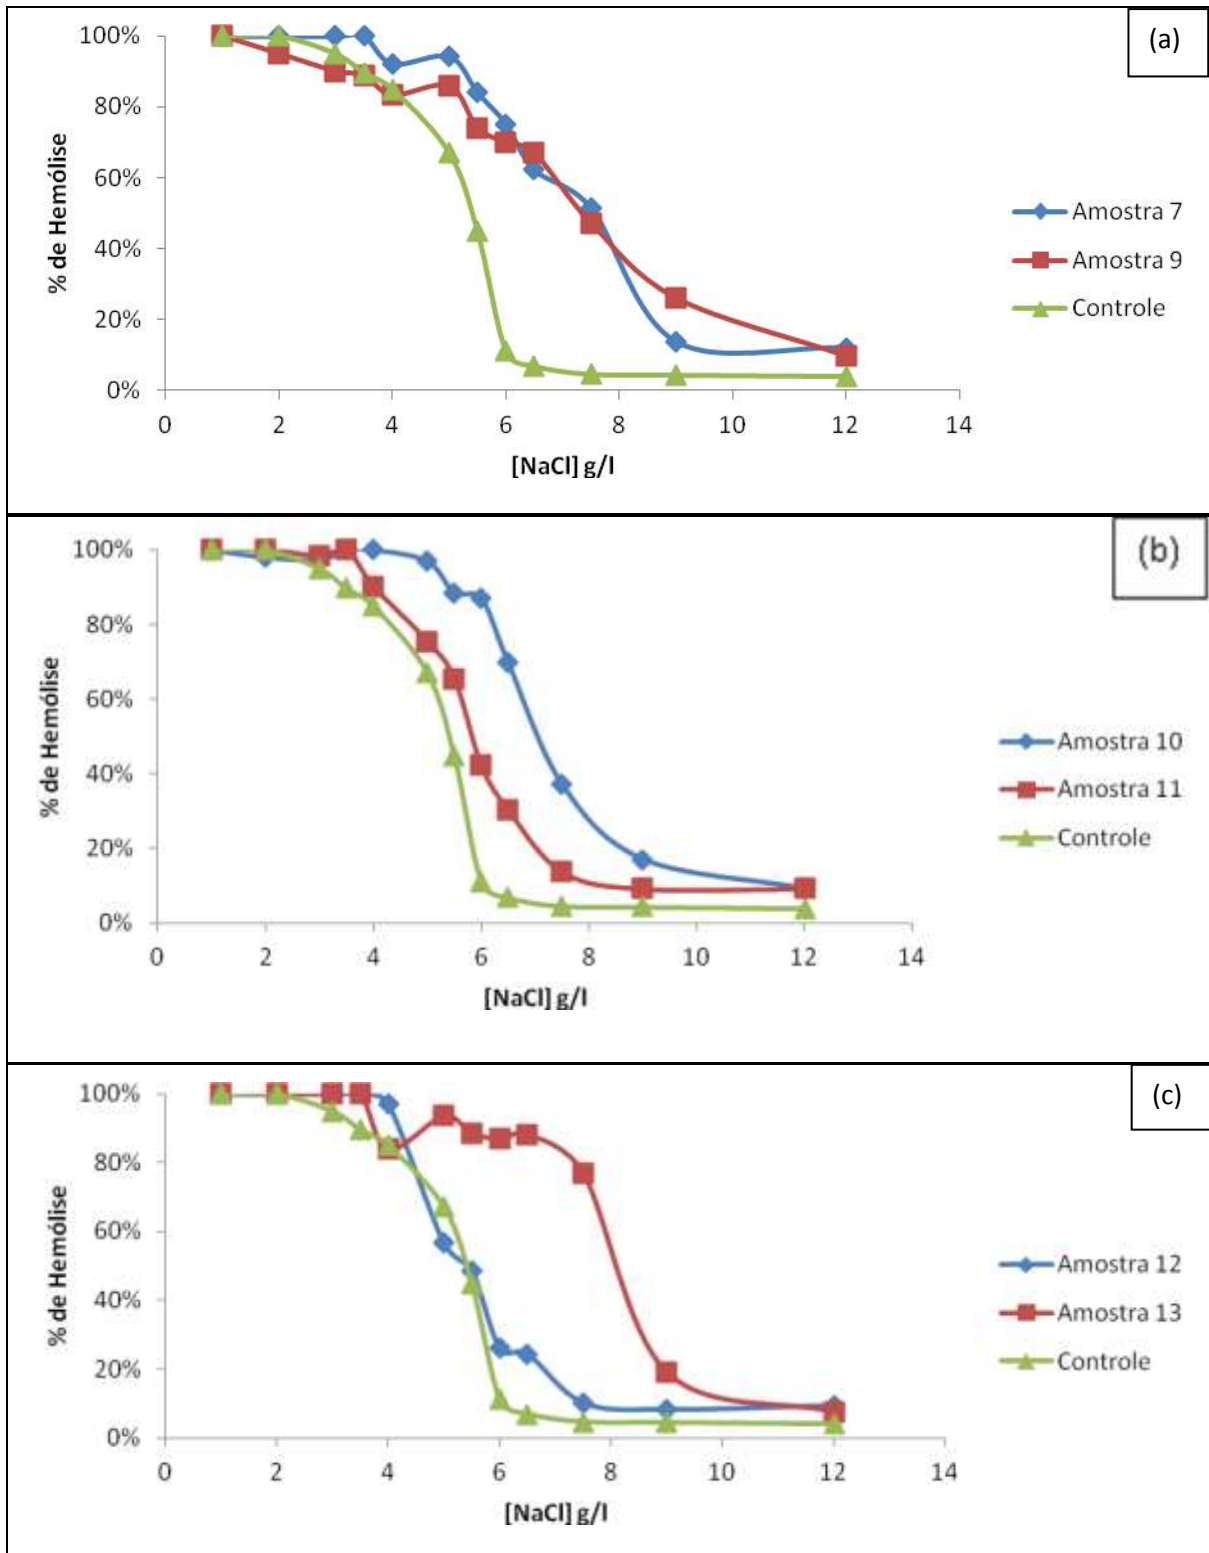 (a)
100%
80%
60%
40%
20%
0%
% de Hemólise
0 2 4 6 8 10 12 14
[NaCl] g/l
Amostra 7
Amostra 9
Controle
(b)
100%
80%
60%
40%
20%
0%
% de Hemólise
0 2 4 6 8 10 12 14
[NaCl] g/l
Amostra 10
Amostra 11
Controle
(c)
100%
80%
60%
40%
20%
0%
% de Hemólise
0 2 4 6 8 10 12 14
[NaCl] g/l
Amostra 12
Amostra 13
Controle